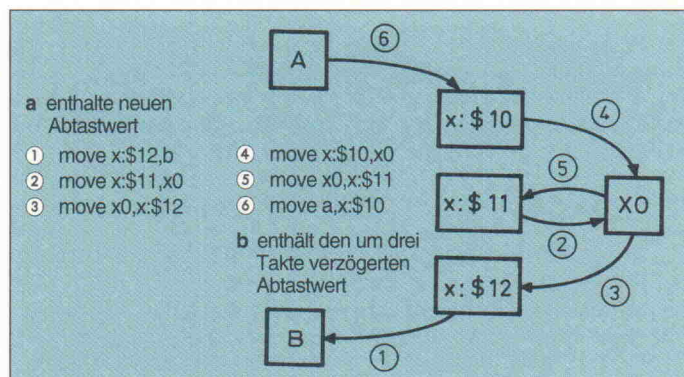 a enthalte neuen
Abtastwert
① move x:$12,b
② move x:$11,x0
③ move x0,x:$12
④ move x:$10,x0
⑤ move x0,x:$11
⑥ move a,x:$10
b enthält den um drei
Takte verzögerten
Abtastwert
A
⑥
x:$10
④
⑤
x:$11
X0
②
x:$12
③
B
①